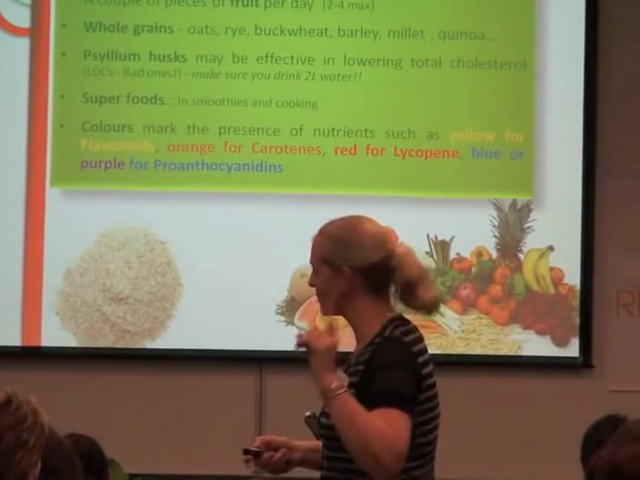 A couple of pieces of fruit per day (2-4 max)
• Whole grains - oats, rye, buckwheat, barley, millet , quinoa...
• Psyllium husks may be effective in lowering total cholesterol
(LDL's - Bad ones!) - make sure you drink 2L water!!
• Super foods... In smoothies and cooking
• Colours mark the presence of nutrients such as yellow for
Flavonoids, orange for Carotenes, red for Lycopene, blue or
purple for Proanthocyanidins